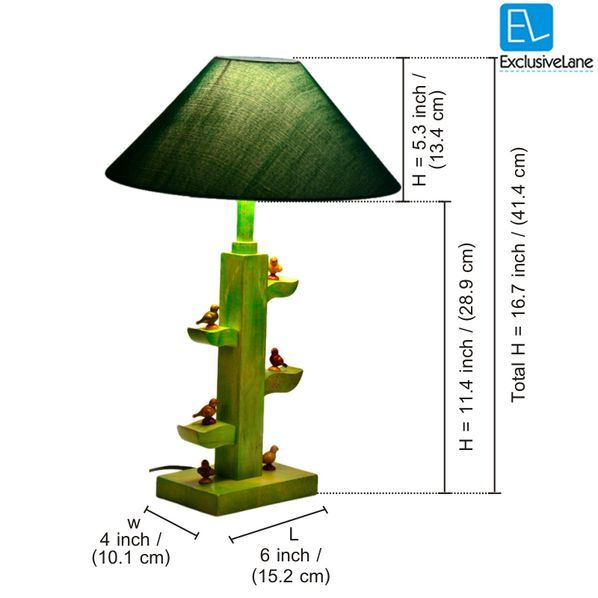 EL
ExclusiveLane
H = 5.3 inch /
(13.4 cm)
H = 11.4 inch / (28.9 cm)
Total H = 16.7 inch / (41.4 cm)
w
4 inch /
(10.1 cm)
L
6 inch /
(15.2 cm)